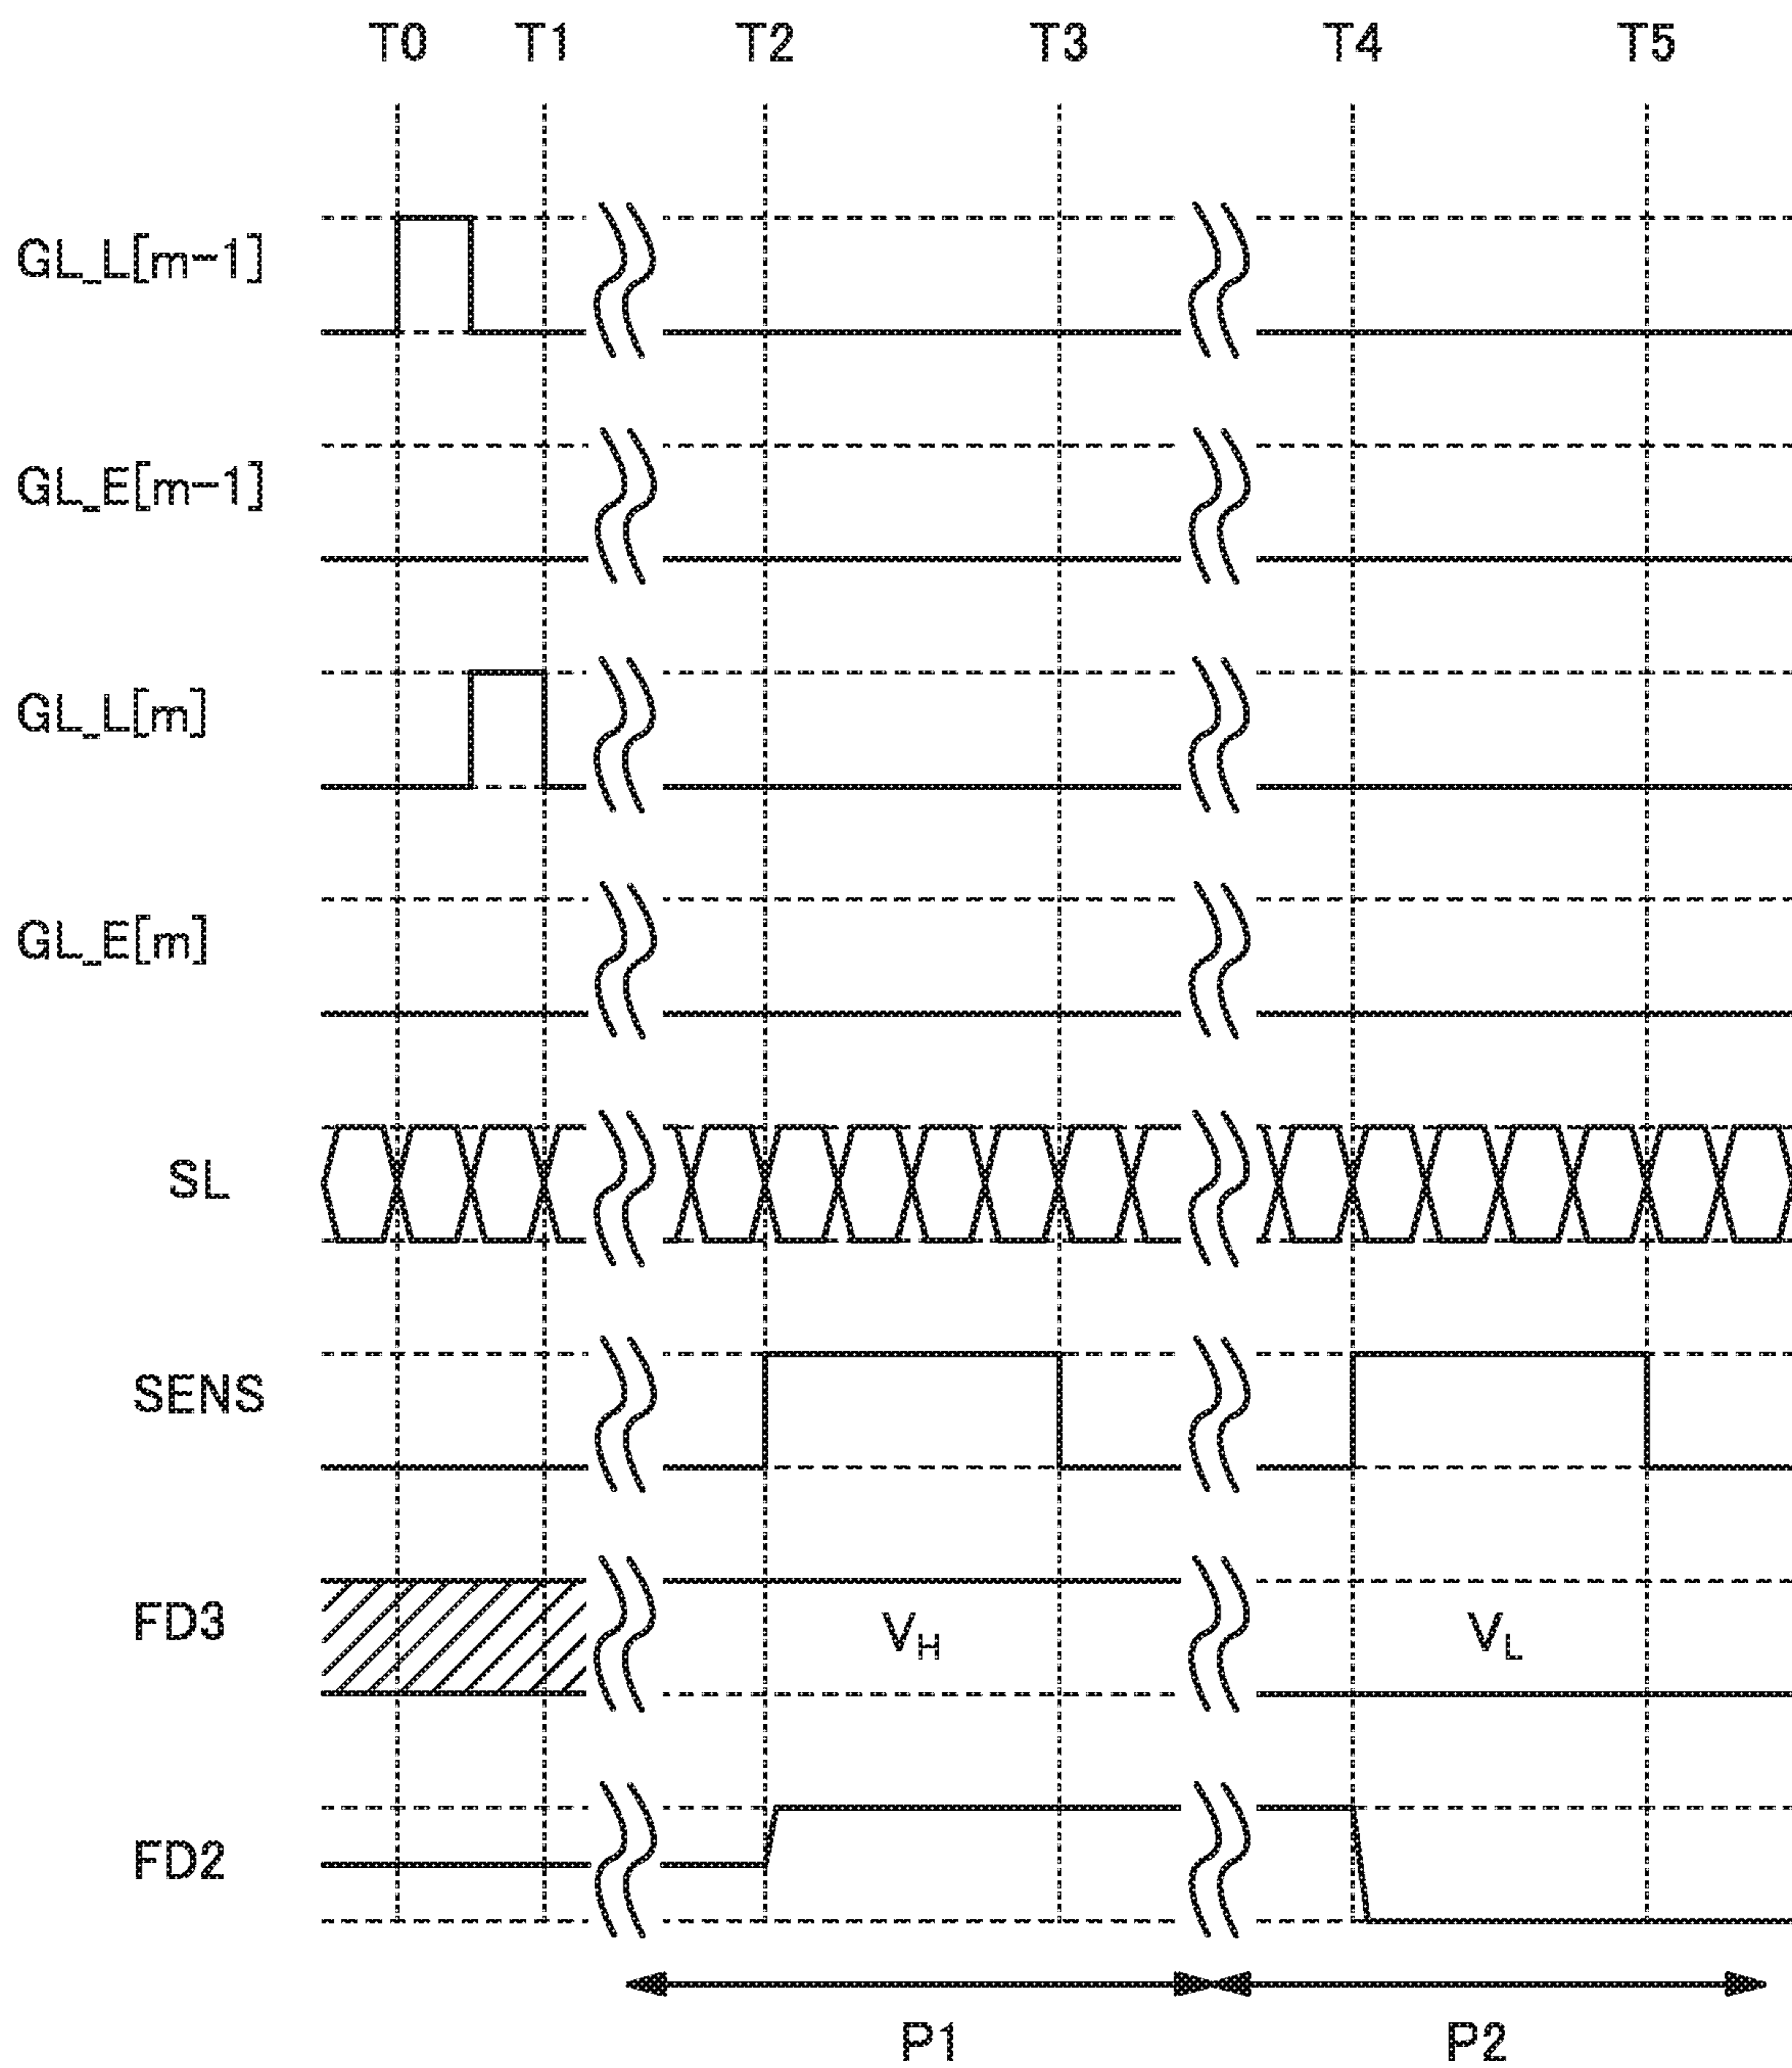 T0 T1 T2 T3 T4 T5
GL_L[m-1]
GL_E[m-1]
GL_L[m]
GL_E[m]
SL
SENS
FD3 VH VL
FD2
P1 P2